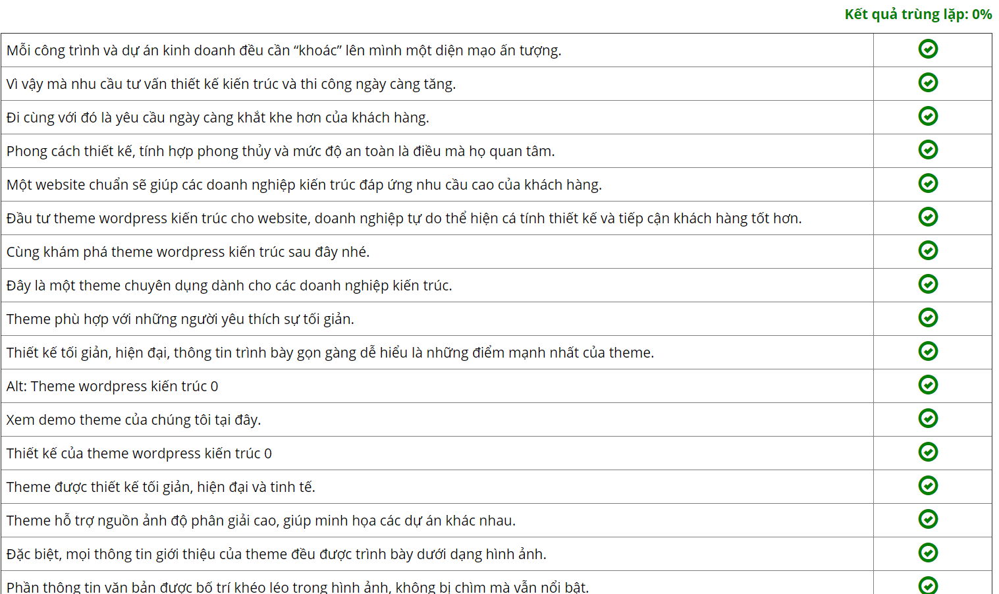 Kết quả trùng lặp: 0%
Mỗi công trình và dự án kinh doanh đều cần “khoác” lên mình một diện mạo ấn tượng.
Vì vậy mà nhu cầu tư vấn thiết kế kiến trúc và thi công ngày càng tăng.
Đi cùng với đó là yêu cầu ngày càng khắt khe hơn của khách hàng.
Phong cách thiết kế, tính hợp phong thủy và mức độ an toàn là điều mà họ quan tâm.
Một website chuẩn sẽ giúp các doanh nghiệp kiến trúc đáp ứng nhu cầu cao của khách hàng.
Đầu tư theme wordpress kiến trúc cho website, doanh nghiệp tự do thể hiện cá tính thiết kế và tiếp cận khách hàng tốt hơn.
Cùng khám phá theme wordpress kiến trúc sau đây nhé.
Đây là một theme chuyên dụng dành cho các doanh nghiệp kiến trúc.
Theme phù hợp với những người yêu thích sự tối giản.
Thiết kế tối giản, hiện đại, thông tin trình bày gọn gàng dễ hiểu là những điểm mạnh nhất của theme.
Alt: Theme wordpress kiến trúc 0
Xem demo theme của chúng tôi tại đây.
Thiết kế của theme wordpress kiến trúc 0
Theme được thiết kế tối giản, hiện đại và tinh tế.
Theme hỗ trợ nguồn ảnh độ phân giải cao, giúp minh họa các dự án khác nhau.
Đặc biệt, mọi thông tin giới thiệu của theme đều được trình bày dưới dạng hình ảnh.
Phần thông tin văn bản được bố trí khéo léo trong hình ảnh, không bị chìm mà vẫn nổi bật.